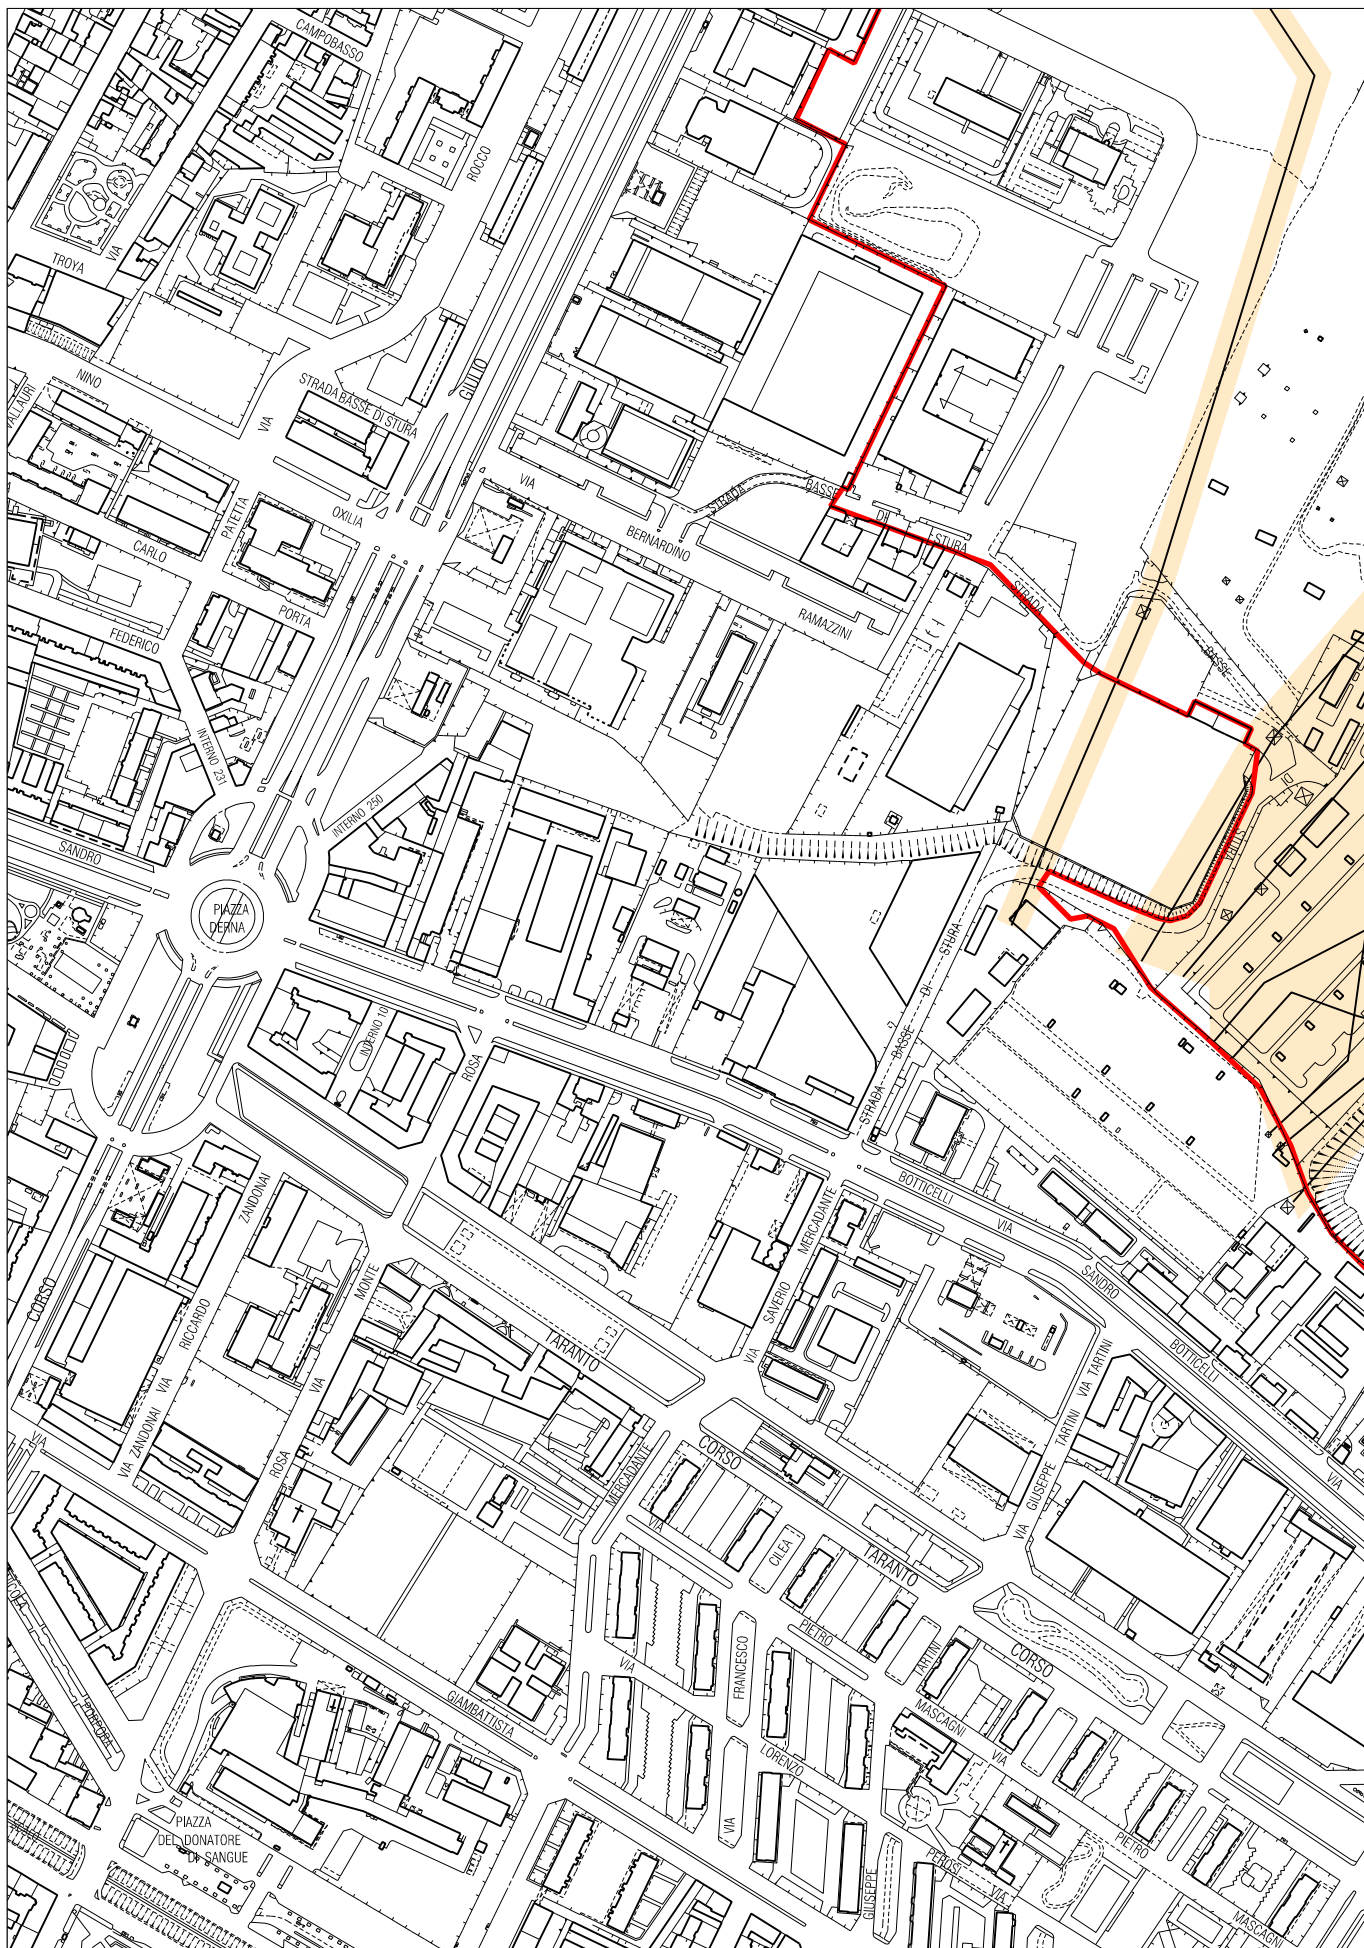 CAMPOBASSO
ROCCO
TROYA
VIA
NINO
VALLAURI
STRADA BASSE DI STURA
GIULIO
VIA
PATETTA
OXILIA
CARLO
PORTA
FEDERICO
VIA
BERNARDINO
RAMAZZINI
STRADA
BASSE
DI
STURA
STRADA
BASSE
STURA
INTERNO 231
INTERNO 250
SANDRO
PIAZZA
DERNA
STURA
DI
BASSE
STRADA
INTERNO 10
ROSA
ZANDONAI
MONTE
CORSO
RICCARDO
VIA
VIA
ZANDONAI
VIA
ROSA
VIA
TARANTO
MERCADANTE
SAVERIO
VIA
BOTTICELLI
VIA
SANDRO
BOTTICELLI
VIA
VIA TARTINI
TARTINI
GIUSEPPE
VIA
CORSO
MERCADANTE
VIA
CILEA
TARANTO
CORSO
PIETRO
TARTINI
MASCAGNI
VIA
PIETRO
MASCAGNI
FRANCESCO
VIA
VIA
LORENZO
PEROSI
VIA
GIUSEPPE
GIAMBATTISTA
PORPORA
PIAZZA
DEL DONATORE
DI SANGUE